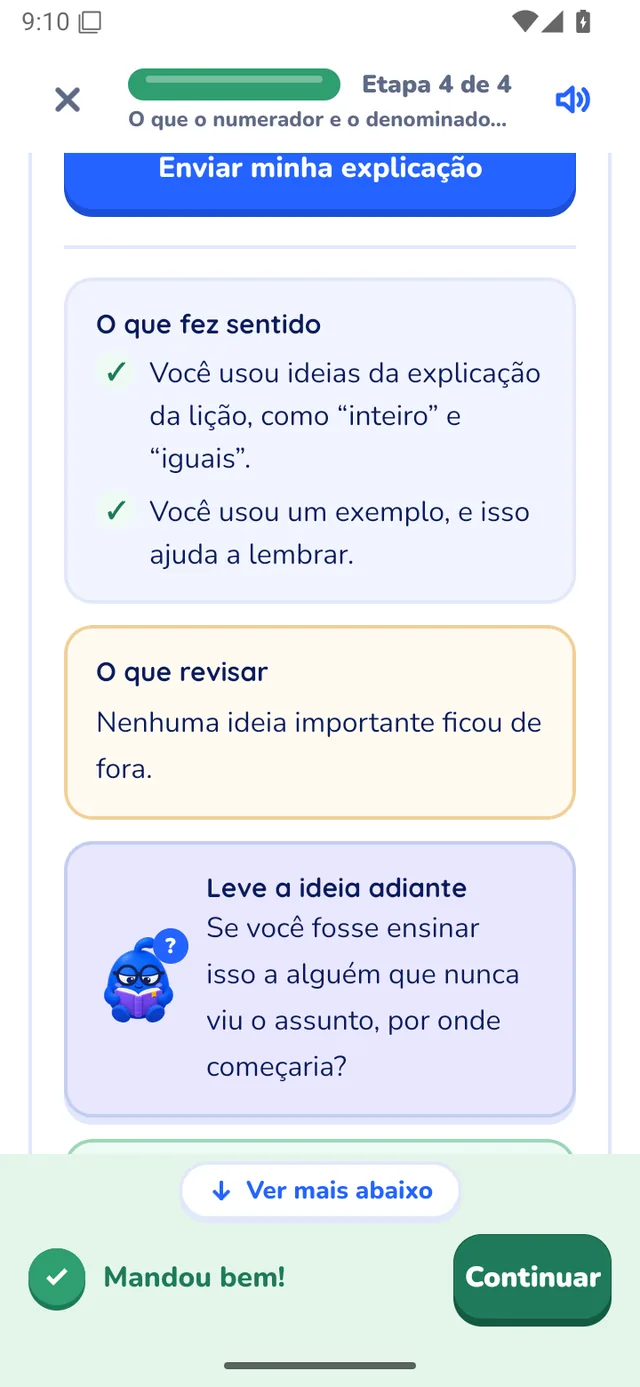 9:10
Etapa 4 de 4
O que o numerador e o denominado...
Enviar minha explicação
O que fez sentido
✓ Você usou ideias da explicação
da lição, como “inteiro” e
“iguais”.
✓ Você usou um exemplo, e isso
ajuda a lembrar.
O que revisar
Nenhuma ideia importante ficou de
fora.
Leve a ideia adiante
?
Se você fosse ensinar
isso a alguém que nunca
viu o assunto, por onde
começaria?
↓ Ver mais abaixo
Mandou bem!
Continuar